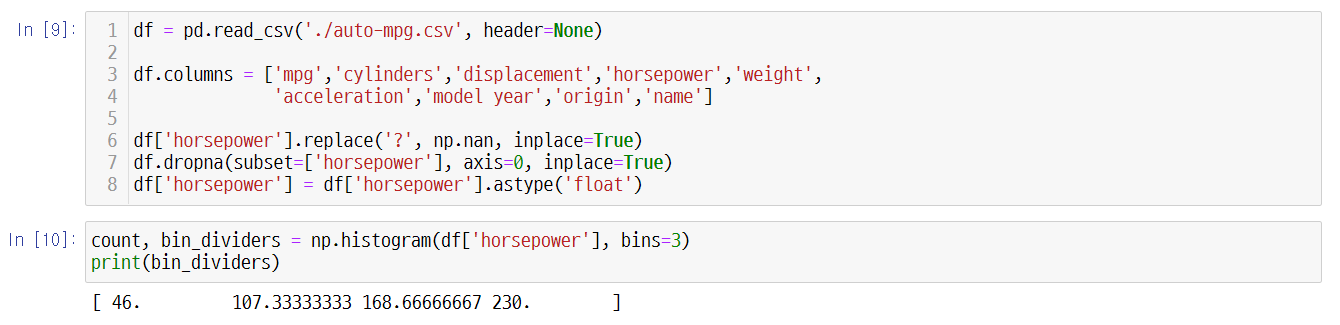 In [9]:
1 df = pd.read_csv('./auto-mpg.csv', header=None)
2
3 df.columns = ['mpg','cylinders','displacement','horsepower','weight',
4               'acceleration','model year','origin','name']
5
6 df['horsepower'].replace('?', np.nan, inplace=True)
7 df.dropna(subset=['horsepower'], axis=0, inplace=True)
8 df['horsepower'] = df['horsepower'].astype('float')
In [10]:
count, bin_dividers = np.histogram(df['horsepower'], bins=3)
print(bin_dividers)
[ 46.         107.33333333 168.66666667 230.        ]